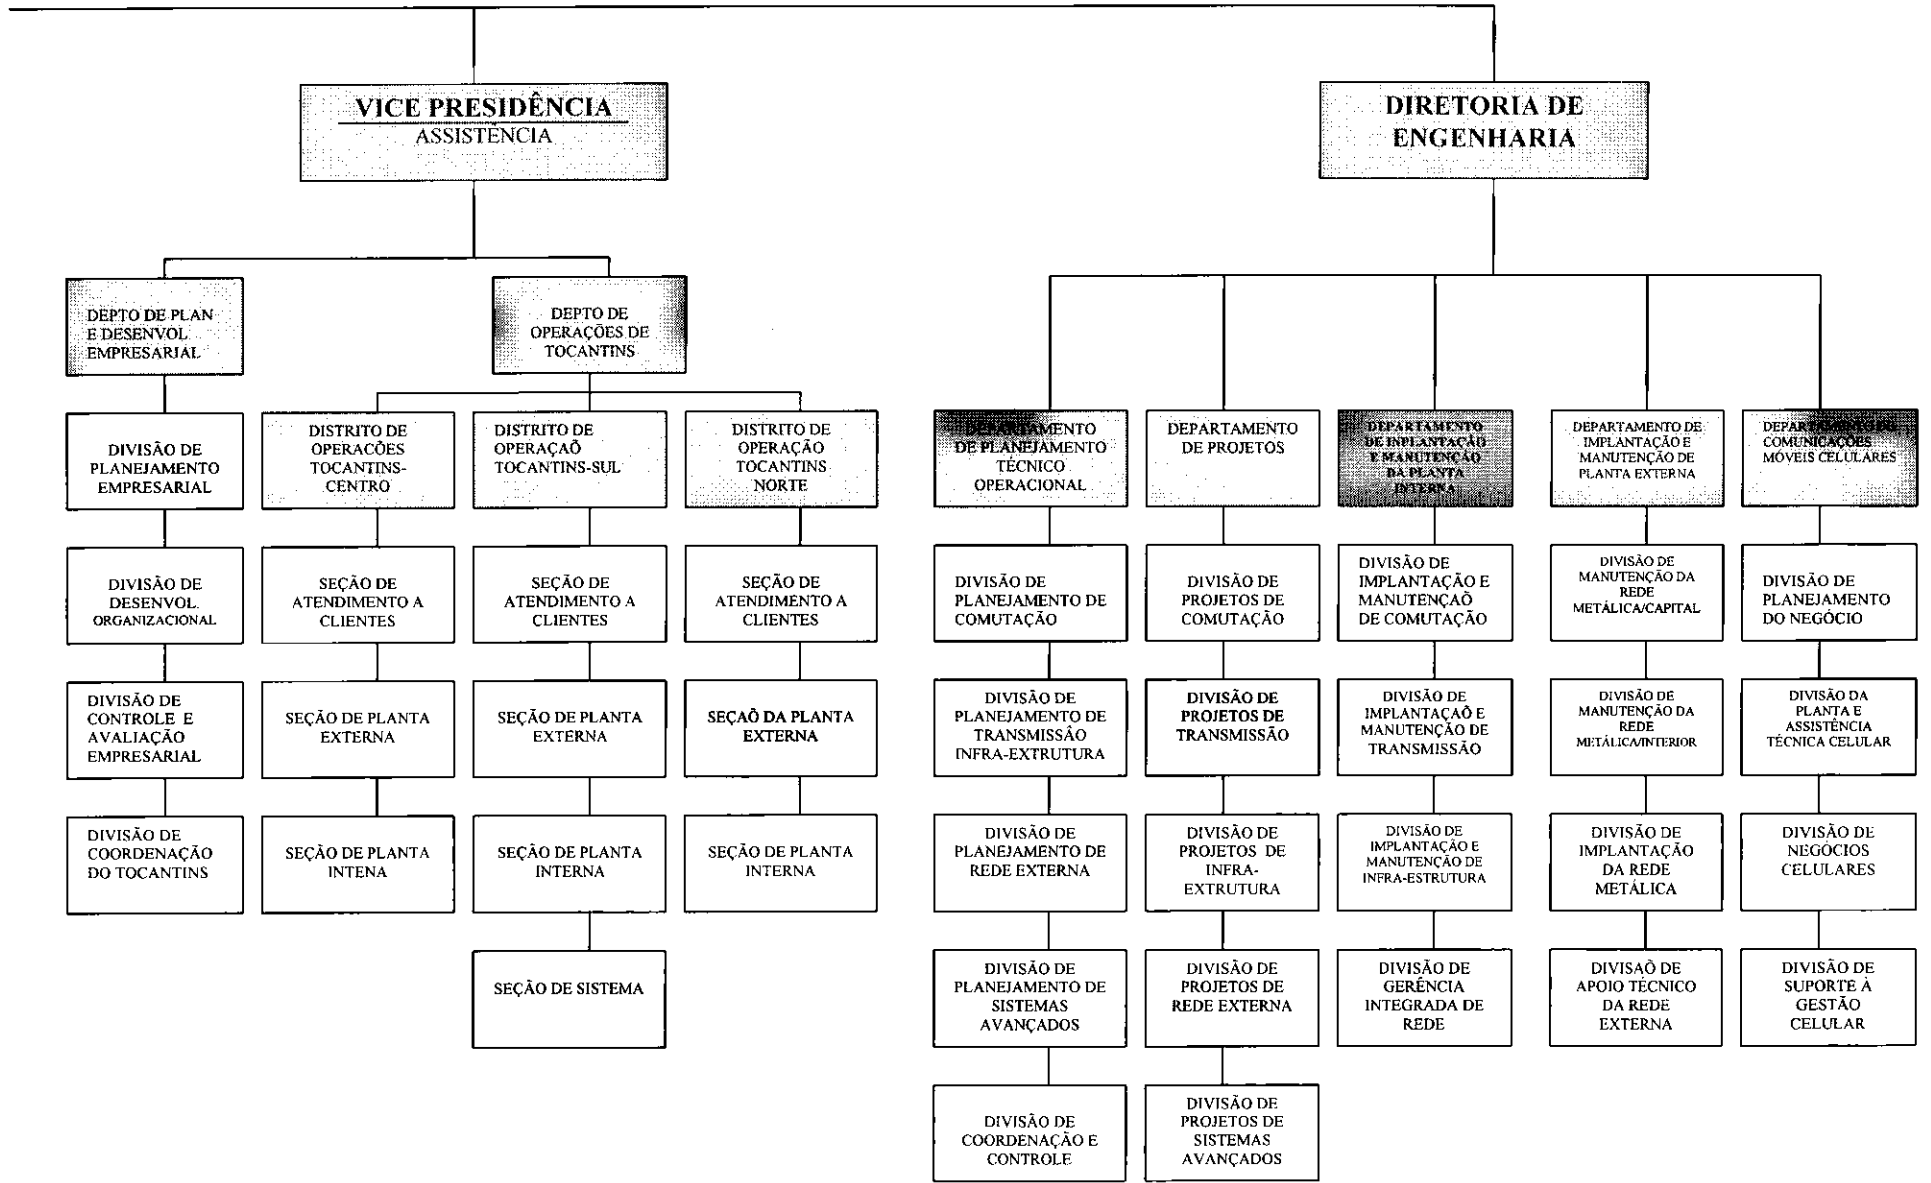 VICE PRESIDÊNCIA
ASSISTÊNCIA
DIRETORIA DE
ENGENHARIA
DEPTO DE PLAN
E DESENVOL
EMPRESARIAL
DEPTO DE
OPERAÇÕES DE
TOCANTINS
DIVISÃO DE
PLANEJAMENTO
EMPRESARIAL
DISTRITO DE
OPERACÕES
TOCANTINS-
CENTRO
DISTRITO DE
OPERAÇAÕ
TOCANTINS-SUL
DISTRITO DE
OPERAÇÃO
TOCANTINS
NORTE
DEPARTAMENTO
DE PLANEJAMENTO
TÉCNICO
OPERACIONAL
DEPARTAMENTO
DE PROJETOS
DEPARTAMENTO
DE INPLANTAÇÃO
E MANUTENÇÃO
DA PLANTA
INTERNA
DEPARTAMENTO DE
IMPLANTAÇÃO E
MANUTENÇÃO DE
PLANTA EXTERNA
DEPARTAMENTO DE
COMUNICAÇÕES
MÓVEIS CELULARES
DIVISÃO DE
DESENVOL.
ORGANIZACIONAL
SEÇÃO DE
ATENDIMENTO A
CLIENTES
SEÇÃO DE
ATENDIMENTO A
CLIENTES
SEÇÃO DE
ATENDIMENTO A
CLIENTES
DIVISÃO DE
PLANEJAMENTO DE
COMUTAÇÃO
DIVISÃO DE
PROJETOS DE
COMUTAÇÃO
DIVISÃO DE
IMPLANTAÇÃO E
MANUTENÇAÕ
DE COMUTAÇÃO
DIVISÃO DE
MANUTENÇÃO DA
REDE
METÁLICA/CAPITAL
DIVISÃO DE
PLANEJAMENTO
DO NEGÓCIO
DIVISÃO DE
CONTROLE E
AVALIAÇÃO
EMPRESARIAL
SEÇÃO DE PLANTA
EXTERNA
SEÇÃO DE PLANTA
EXTERNA
SEÇAÕ DA PLANTA
EXTERNA
DIVISÃO DE
PLANEJAMENTO DE
TRANSMISSÃO
INFRA-EXTRUTURA
DIVISÃO DE
PROJETOS DE
TRANSMISSÃO
DIVISÃO DE
IMPLANTAÇAÕ E
MANUTENÇÃO DE
TRANSMISSÃO
DIVISÃO DE
MANUTENÇÃO DA
REDE
METÁLICA/INTERIOR
DIVISÃO DA
PLANTA E
ASSISTÊNCIA
TÉCNICA CELULAR
DIVISÃO DE
COORDENAÇÃO
DO TOCANTINS
SEÇÃO DE PLANTA
INTENA
SEÇÃO DE PLANTA
INTERNA
SEÇÃO DE PLANTA
INTERNA
DIVISÃO DE
PLANEJAMENTO DE
REDE EXTERNA
DIVISÃO DE
PROJETOS DE
INFRA-
EXTRUTURA
DIVISÃO DE
IMPLANTAÇÃO E
MANUTENÇÃO DE
INFRA-ESTRUTURA
DIVISÃO DE
IMPLANTAÇÃO
DA REDE
METÁLICA
DIVISÃO DE
NEGÓCIOS
CELULARES
SEÇÃO DE SISTEMA
DIVISÃO DE
PLANEJAMENTO DE
SISTEMAS
AVANÇADOS
DIVISÃO DE
PROJETOS DE
REDE EXTERNA
DIVISÃO DE
GERÊNCIA
INTEGRADA DE
REDE
DIVISAÕ DE
APOIO TÉCNICO
DA REDE
EXTERNA
DIVISÃO DE
SUPORTE À
GESTÃO
CELULAR
DIVISÃO DE
COORDENAÇÃO E
CONTROLE
DIVISÃO DE
PROJETOS DE
SISTEMAS
AVANÇADOS